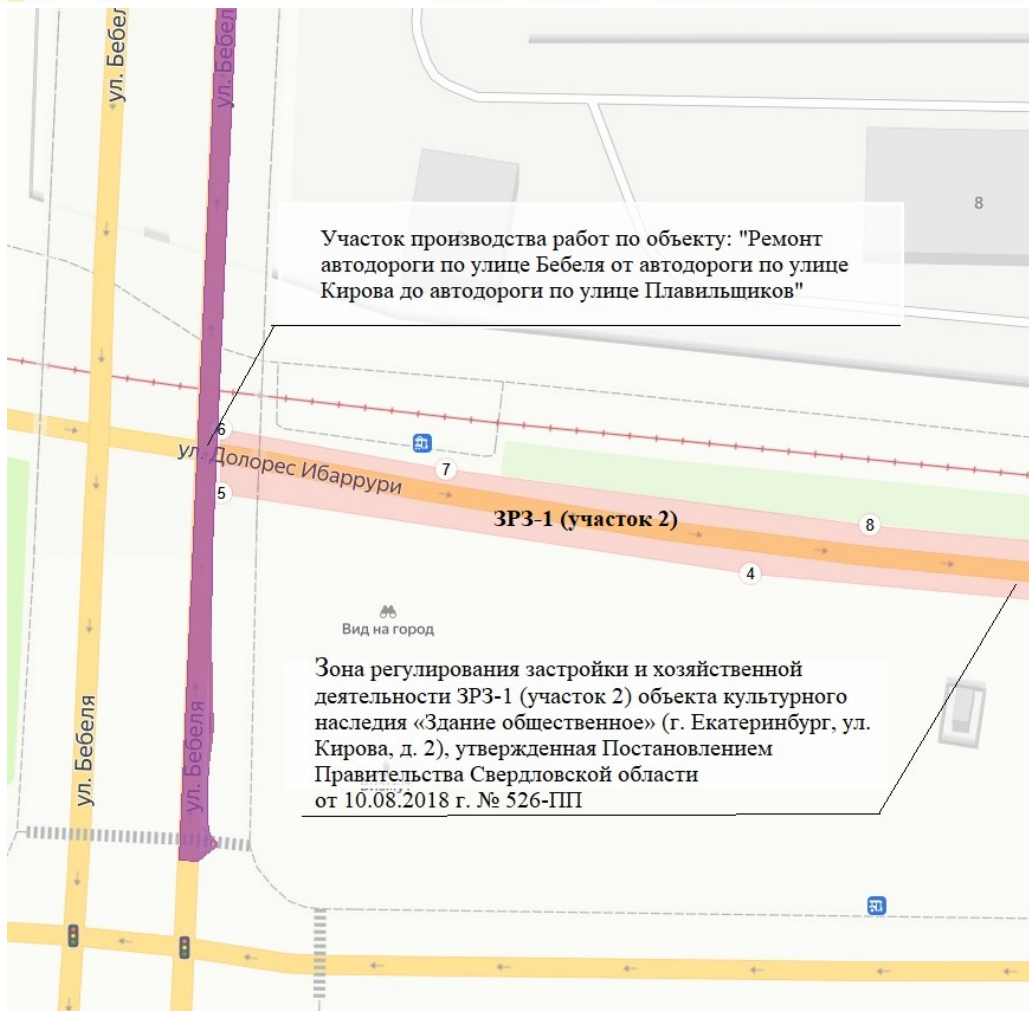 ул. Бебел
ул. Бебел
8
Участок производства работ по объекту: "Ремонт
автодороги по улице Бебеля от автодороги по улице
Кирова до автодороги по улице Плавильщиков"
6
ул. Долорес Ибаррури
7
5
ЗРЗ-1 (участок 2)
8
4
Вид на город
Зона регулирования застройки и хозяйственной
деятельности ЗРЗ-1 (участок 2) объекта культурного
наследия «Здание общественное» (г. Екатеринбург, ул.
Кирова, д. 2), утвержденная Постановлением
Правительства Свердловской области
от 10.08.2018 г. № 526-ПП
ул. Бебеля
ул. Бебеля